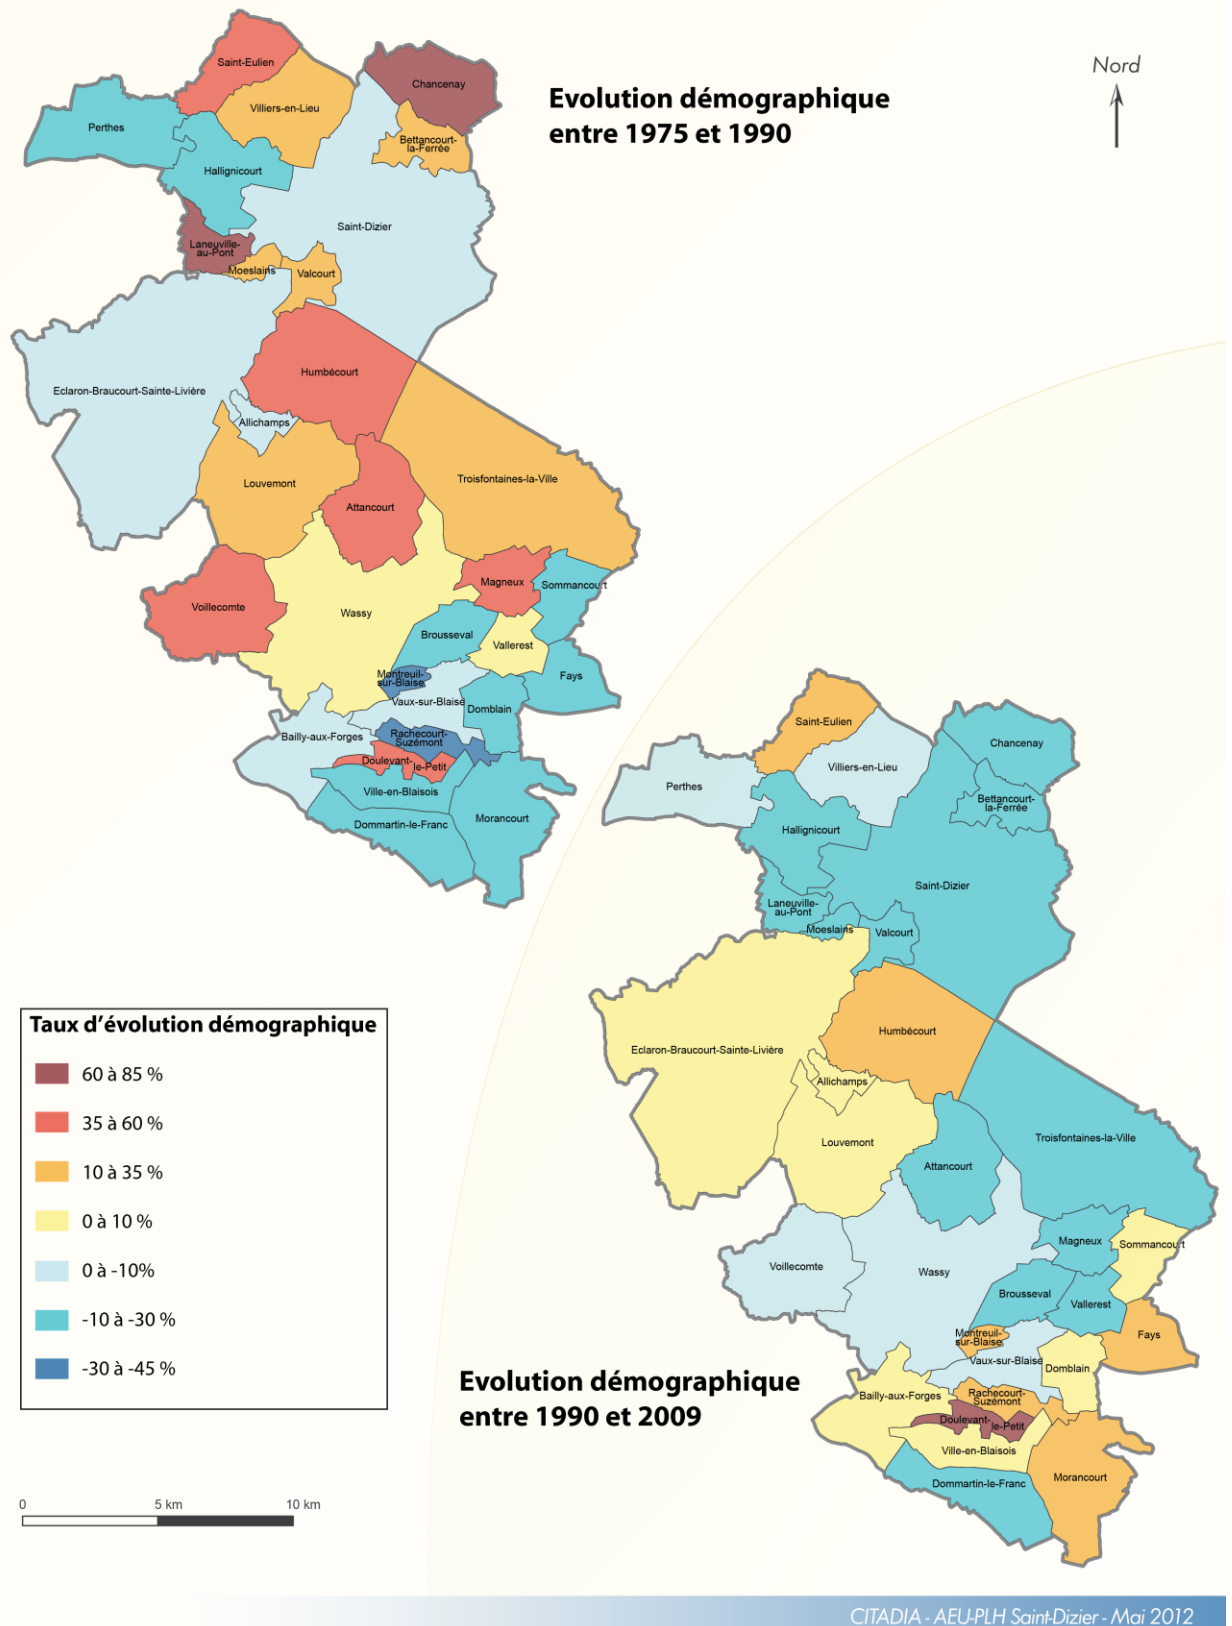 Evolution démographique
entre 1975 et 1990
Nord
Saint-Eulien
Chancenay
Villiers-en-Lieu
Perthes
Bettancourt-
la-Ferrée
Hallignicourt
Saint-Dizier
Laneuville-
au-Pont
Moeslains
Valcourt
Humbécourt
Eclaron-Braucourt-Sainte-Livière
Allichamps
Louvemont
Troisfontaines-la-Ville
Attancourt
Magneux
Sommancourt
Voillecomte
Wassy
Brousseval
Vallerest
Montreuil-
sur-Blaise
Fays
Vaux-sur-Blaise
Domblain
Bailly-aux-Forges
Rachecourt-
Suzémont
Doulevant-
le-Petit
Ville-en-Blaisois
Dommartin-le-Franc
Morancourt
Saint-Eulien
Chancenay
Villiers-en-Lieu
Perthes
Bettancourt-
la-Ferrée
Hallignicourt
Saint-Dizier
Laneuville-
au-Pont
Moeslains
Valcourt
Humbécourt
Eclaron-Braucourt-Sainte-Livière
Allichamps
Louvemont
Troisfontaines-la-Ville
Attancourt
Magneux
Sommancourt
Voillecomte
Wassy
Brousseval
Vallerest
Montreuil-
sur-Blaise
Fays
Vaux-sur-Blaise
Domblain
Bailly-aux-Forges
Rachecourt-
Suzémont
Doulevant-
le-Petit
Ville-en-Blaisois
Dommartin-le-Franc
Morancourt
Evolution démographique
entre 1990 et 2009
Taux d'évolution démographique
60 à 85 %
35 à 60 %
10 à 35 %
0 à 10 %
0 à -10%
-10 à -30 %
-30 à -45 %
0 5 km 10 km
CITADIA - AEU-PLH Saint-Dizier - Mai 2012